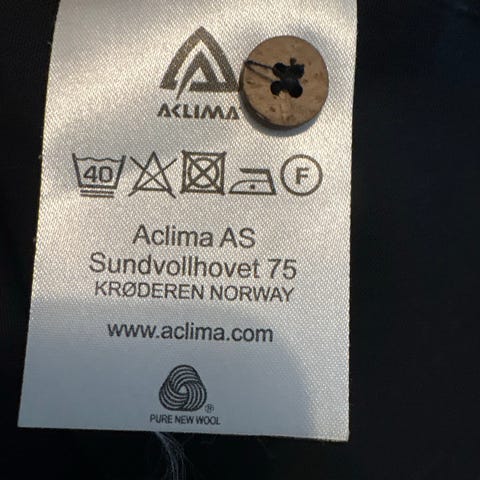 ACLIMA
40
F
Aclima AS
Sundvollhovet 75
KRØDEREN NORWAY
www.aclima.com
®
PURE NEW WOOL